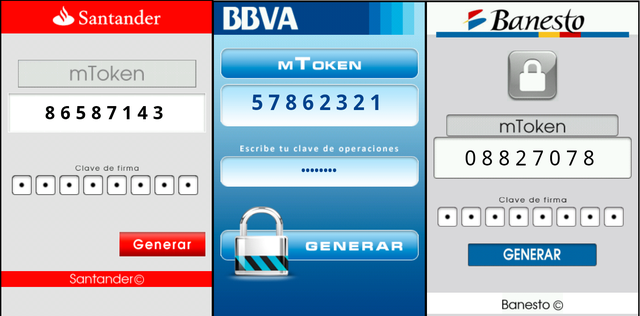 Santander
mToken
86587143
Clave de firma
Generar
Santander©
BBVA
mToken
57862321
Escribe tu clave de operaciones
GENERAR
Banesto
mToken
08827078
Clave de firma
GENERAR
Banesto ©